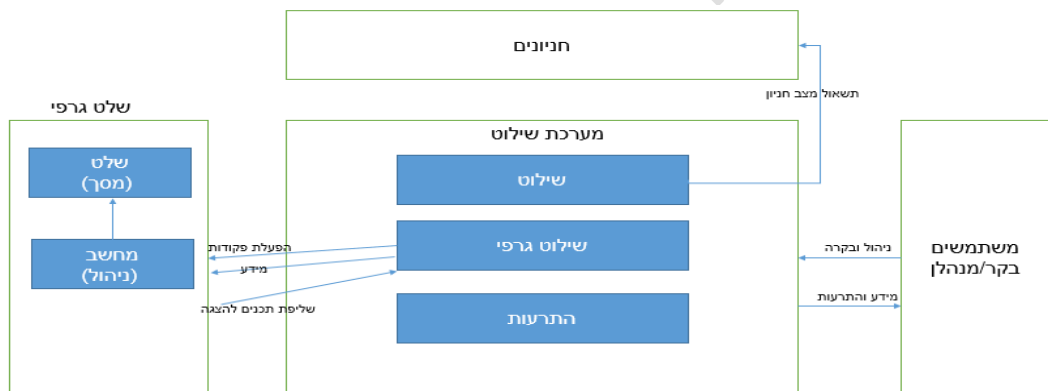 חניונים
תשאול מצב חניון
שלט גרפי
מערכת שילוט
שלט
(מסך)
שילוט
מחשב
(ניהול)
הפעלת פקודות
מידע
שליפת תכנים להצגה
שילוט גרפי
התרעות
ניהול ובקרה
מידע והתרעות
משתמשים
בקר/מנהלן